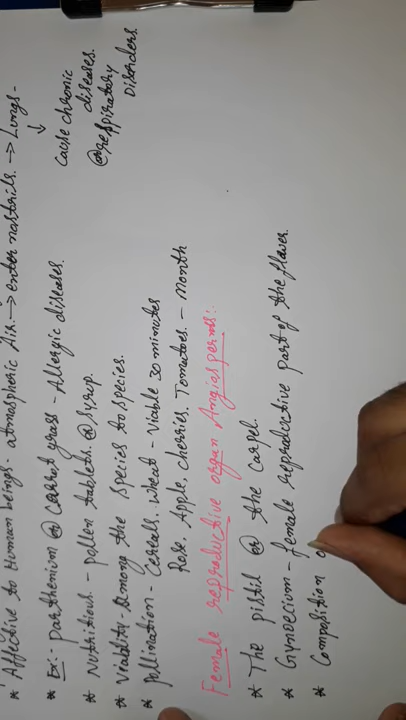 * Affective to Human beings - atmospheric Air. → enter nostrils. → Lungs -
↓
Cause chronic
diseases.
@ respiratory
Disorders
* Ex:- parthenium @ carrot grass - Allergic diseases.
* Nutritious. - pollen tablets. @ syrup.
* Viability - Among the species to species.
* pollination - Cereals. Wheat - Viable 30 minutes
Rose. Apple, cherries. Tomatoes. - Month
Female reproductive organ Angiasperms:-
* The pistil @ the Carpel.
* Gynoecium - female reproductive part of the flower.
* Composition